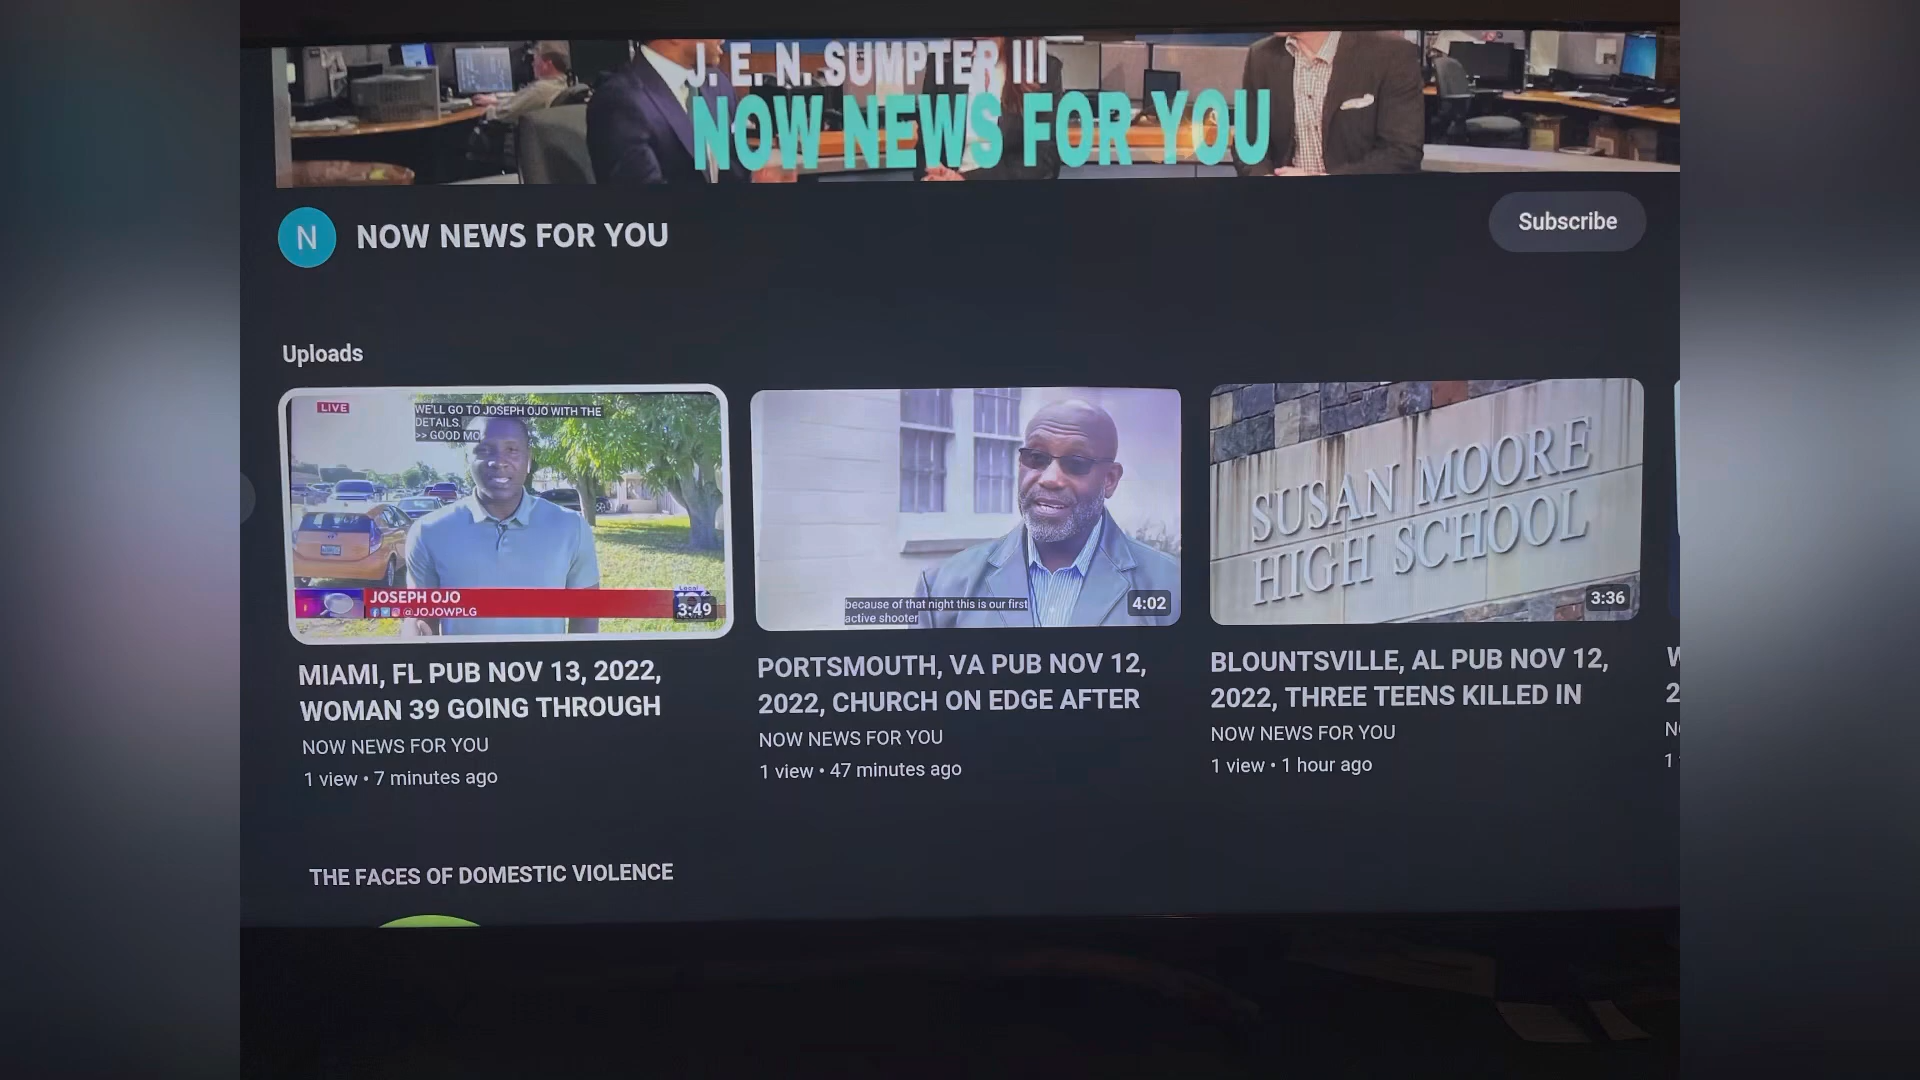 J. E. N. SUMPTER III
NOW NEWS FOR YOU
N
NOW NEWS FOR YOU
Subscribe
Uploads
LIVE
WE'LL GO TO JOSEPH OJO WITH THE
DETAILS.
>> GOOD MO
JOSEPH OJO
@JOJOWPLG
3:49
MIAMI, FL PUB NOV 13, 2022,
WOMAN 39 GOING THROUGH
NOW NEWS FOR YOU
1 view • 7 minutes ago
because of that night this is our first
active shooter
4:02
PORTSMOUTH, VA PUB NOV 12,
2022, CHURCH ON EDGE AFTER
NOW NEWS FOR YOU
1 view • 47 minutes ago
SUSAN MOORE
HIGH SCHOOL
3:36
BLOUNTSVILLE, AL PUB NOV 12,
2022, THREE TEENS KILLED IN
NOW NEWS FOR YOU
1 view • 1 hour ago
THE FACES OF DOMESTIC VIOLENCE